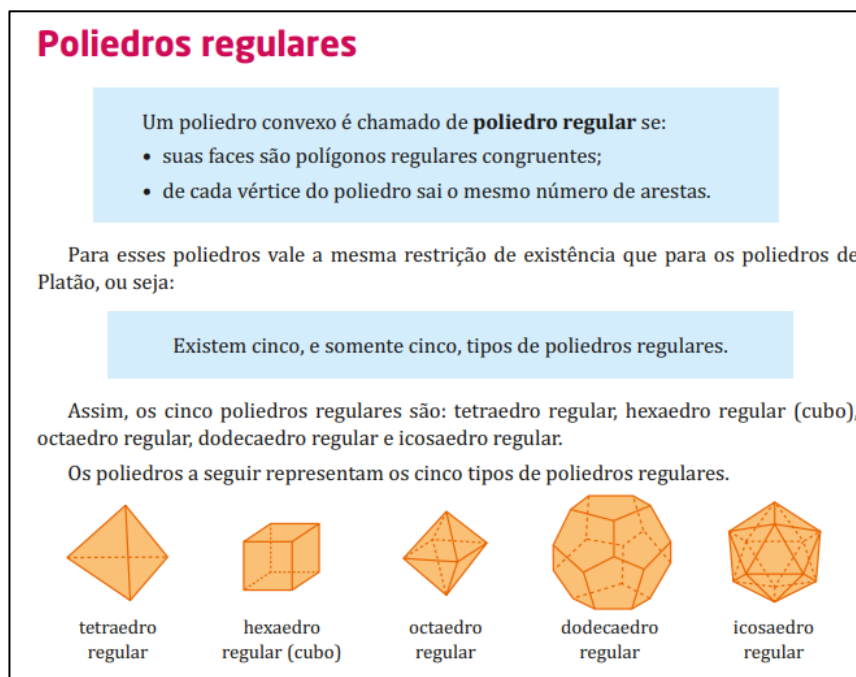 Poliedros regulares
Um poliedro convexo é chamado de poliedro regular se:
• suas faces são polígonos regulares congruentes;
• de cada vértice do poliedro sai o mesmo número de arestas.
Para esses poliedros vale a mesma restrição de existência que para os poliedros de
Platão, ou seja:
Existem cinco, e somente cinco, tipos de poliedros regulares.
Assim, os cinco poliedros regulares são: tetraedro regular, hexaedro regular (cubo),
octaedro regular, dodecaedro regular e icosaedro regular.
Os poliedros a seguir representam os cinco tipos de poliedros regulares.
tetraedro
regular
hexaedro
regular (cubo)
octaedro
regular
dodecaedro
regular
icosaedro
regular